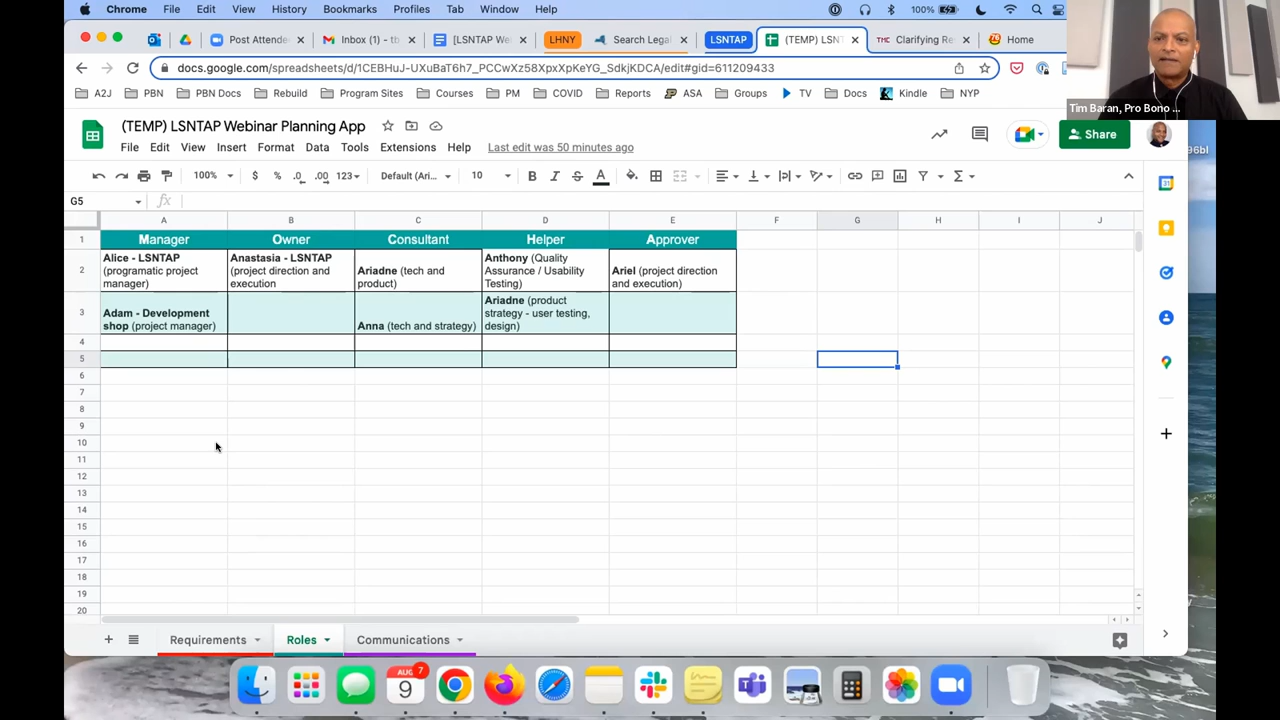 Chrome File Edit View History Bookmarks Profiles Tab Window Help 100%
Post Attende Inbox (1) - th [LSNTAP We LHNY Search Lega LSNTAP (TEMP) LSNT TMC Clarifying Re Home
docs.google.com/spreadsheets/d/1CEBHuJ-UXuBaT6h7_PCCwXz58XpxXpKeYG_SdkjKDCA/edit#gid=611209433
A2J PBN PBN Docs Rebuild Program Sites Courses PM COVID Reports ASA Groups TV Docs Kindle NYP
Tim Baran, Pro Bono ...
(TEMP) LSNTAP Webinar Planning App
File Edit View Insert Format Data Tools Extensions Help Last edit was 50 minutes ago
Share
96bl
100% $ % .0 .00 123 Default (Ari... 10 B I S A
G5 fx
31
A B C D E F G H I J
1 Manager Owner Consultant Helper Approver
2
Alice - LSNTAP
(programatic project
manager)
Anastasia - LSNTAP
(project direction and
execution
Ariadne (tech and
product)
Anthony (Quality
Assurance / Usability
Testing)
Ariel (project direction
and execution)
3
Adam - Development
shop (project manager)
Anna (tech and strategy)
Ariadne (product
strategy - user testing,
design)
4
5
6
7
8
9
10
11
12
13
14
15
16
17
18
19
20
Requirements Roles Communications
AUG 7
9